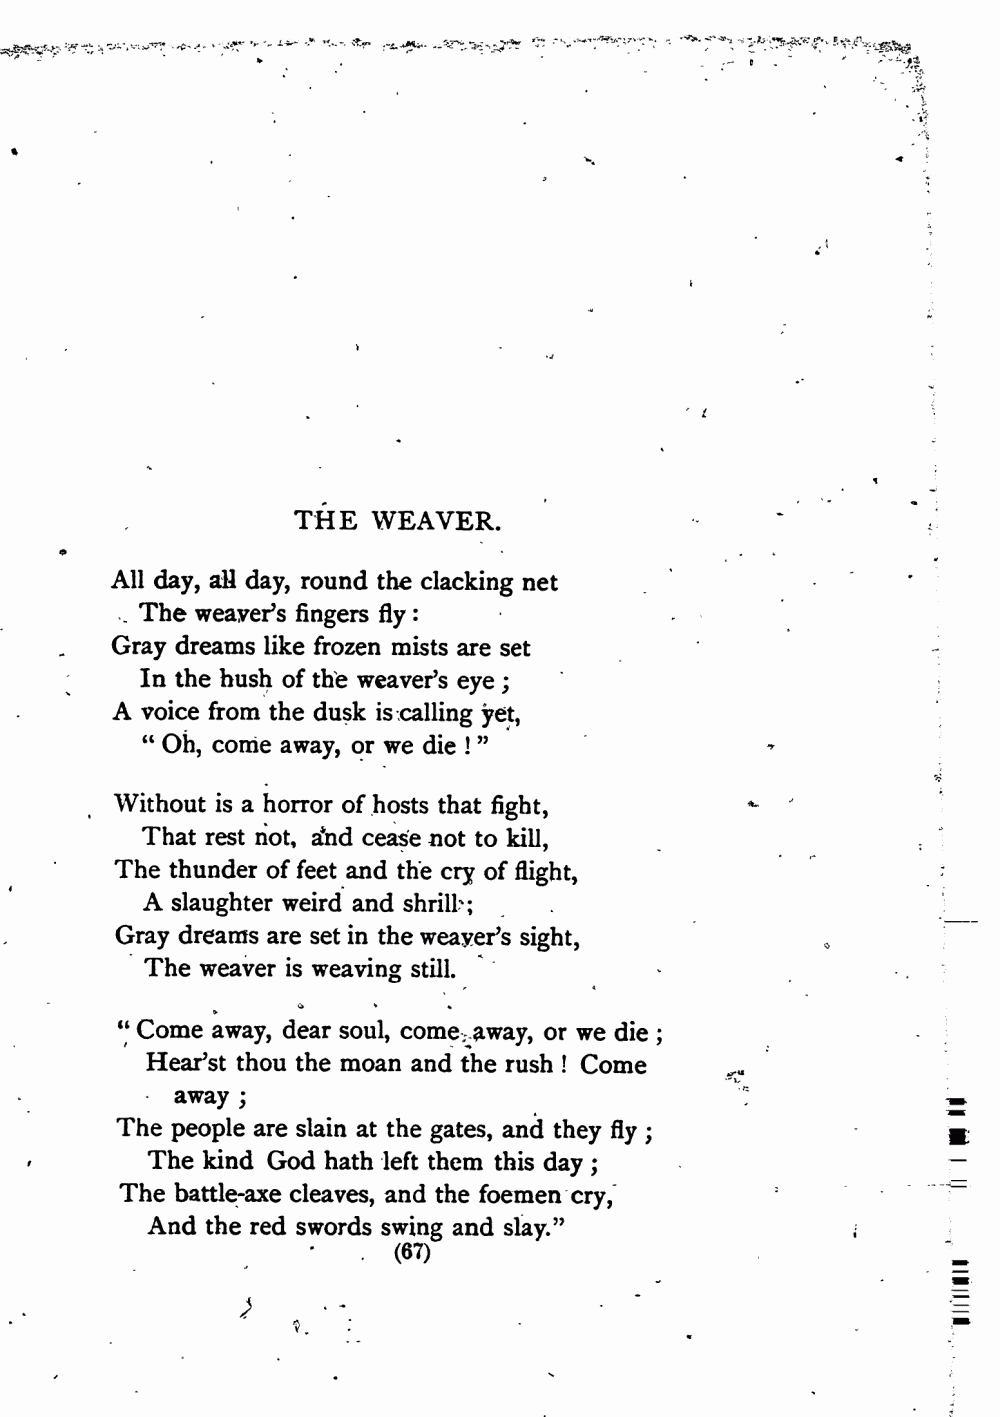 THE WEAVER.
All day, all day, round the clacking net
The weaver's fingers fly :
Gray dreams like frozen mists are set
In the hush of the weaver's eye ;
A voice from the dusk is calling yet,
“ Oh, come away, or we die ! ”
Without is a horror of hosts that fight,
That rest not, and cease not to kill,
The thunder of feet and the cry of flight,
A slaughter weird and shrill ;
Gray dreams are set in the weaver's sight,
The weaver is weaving still.
“ Come away, dear soul, come away, or we die ;
Hear'st thou the moan and the rush ! Come
away ;
The people are slain at the gates, and they fly ;
The kind God hath left them this day ;
The battle-axe cleaves, and the foemen cry,
And the red swords swing and slay.”
(67)